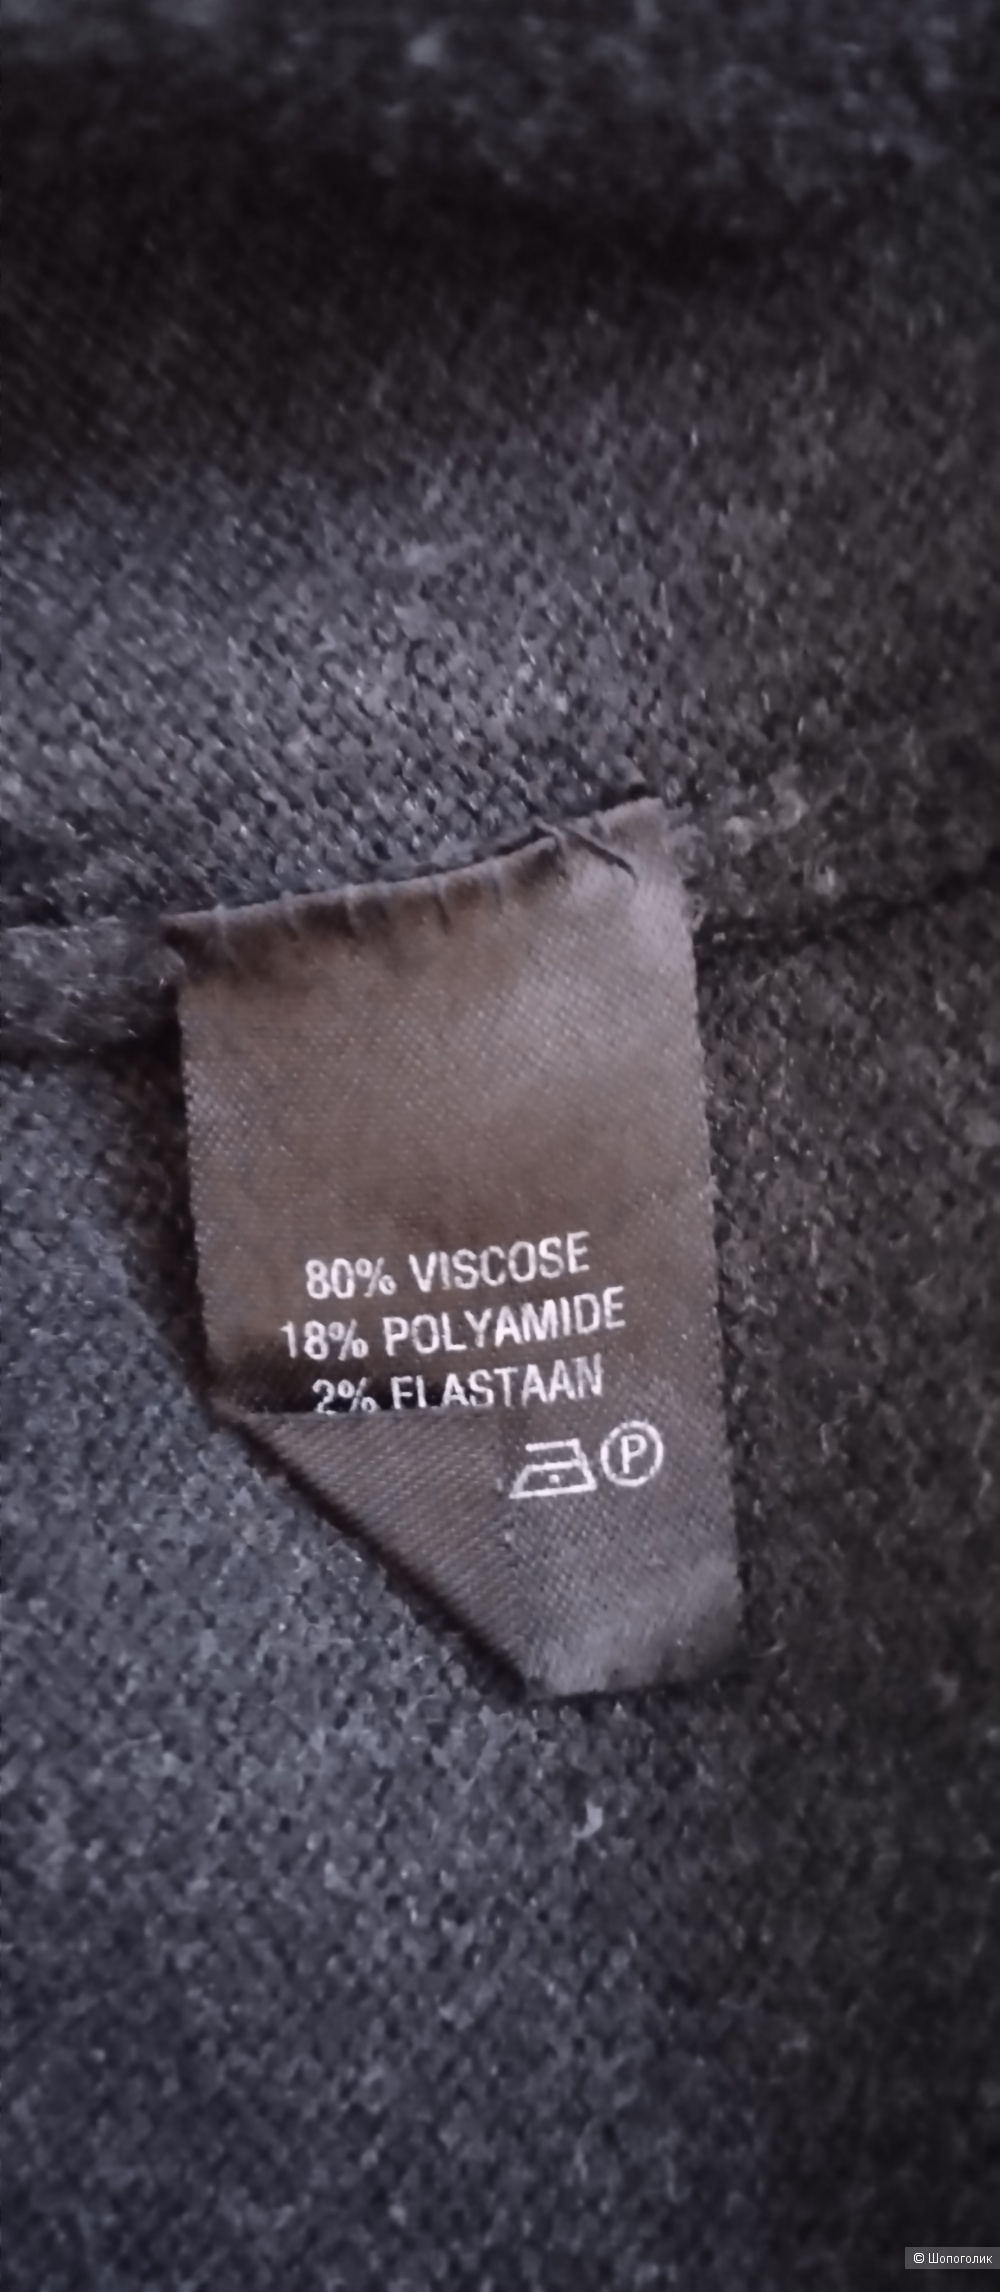 80% VISCOSE
18% POLYAMIDE
2% ELASTAAN
P
© Шопоголик